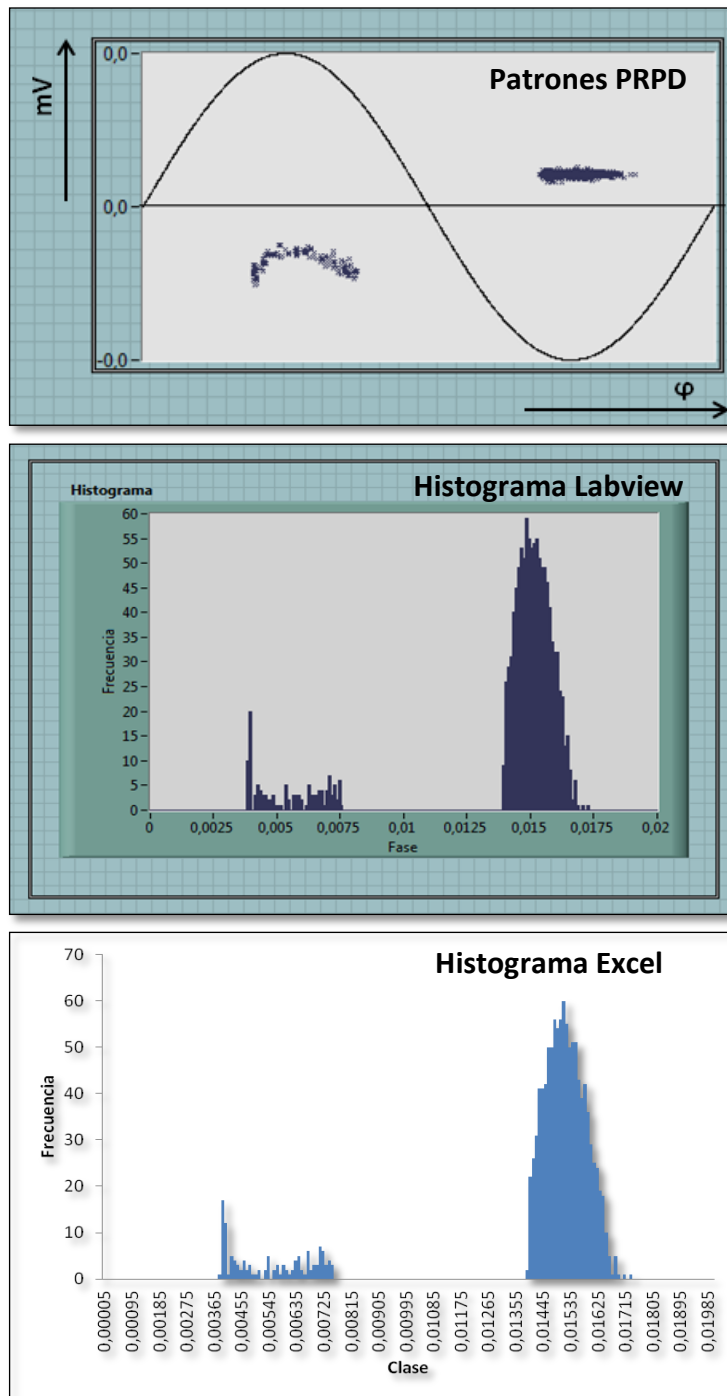 Patrones PRPD
mV
0,0
0,0
-0,0
φ
Histograma Labview
Histograma
Frecuencia
60
55
50
45
40
35
30
25
20
15
10
5
0
0 0,0025 0,005 0,0075 0,01 0,0125 0,015 0,0175 0,02
Fase
Histograma Excel
Frecuencia
70
60
50
40
30
20
10
0
0,00005 0,00095 0,00185 0,00275 0,00365 0,00455 0,00545 0,00635 0,00725 0,00815 0,00905 0,00995 0,01085 0,01175 0,01265 0,01355 0,01445 0,01535 0,01625 0,01715 0,01805 0,01895 0,01985
Clase